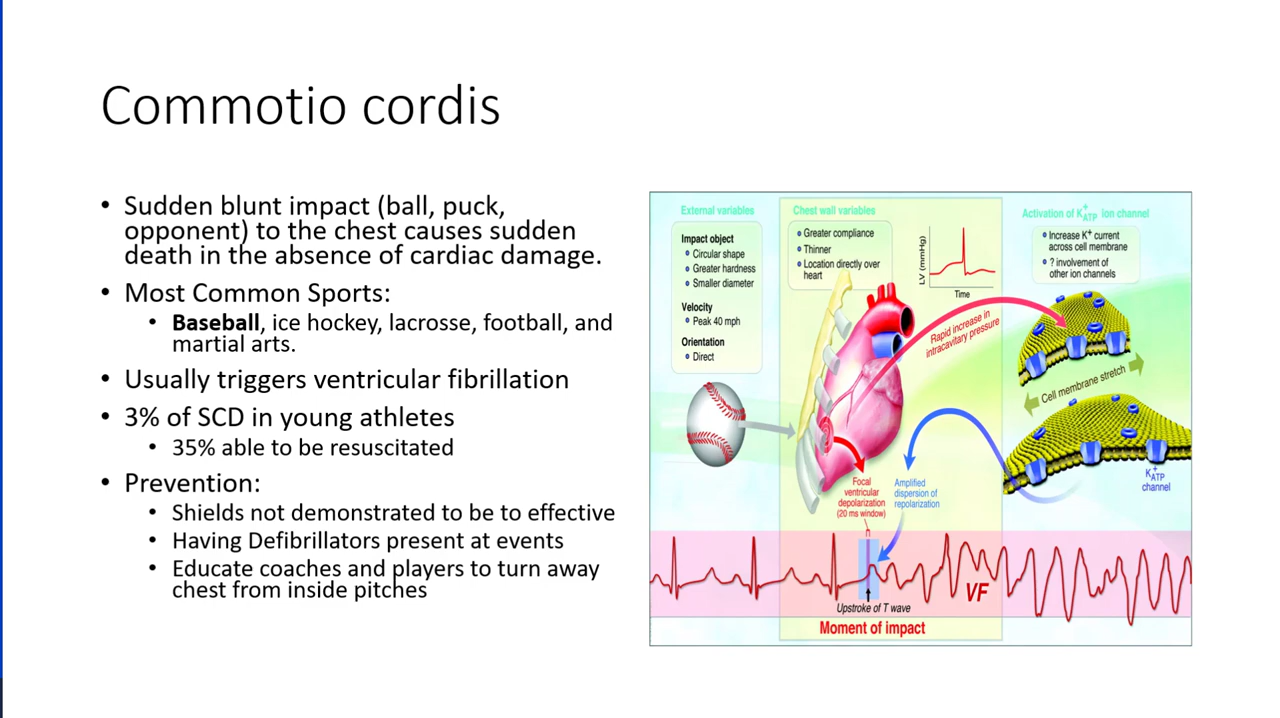 Commotio cordis
• Sudden blunt impact (ball, puck,
opponent) to the chest causes sudden
death in the absence of cardiac damage.
• Most Common Sports:
• Baseball, ice hockey, lacrosse, football, and
martial arts.
• Usually triggers ventricular fibrillation
• 3% of SCD in young athletes
• 35% able to be resuscitated
• Prevention:
• Shields not demonstrated to be to effective
• Having Defibrillators present at events
• Educate coaches and players to turn away
chest from inside pitches
External variables
Impact object
Circular shape
Greater hardness
Smaller diameter
Velocity
Peak 40 mph
Orientation
Direct
Chest wall variables
Greater compliance
Thinner
Location directly over
heart
LV (mmHg)
Time
Activation of K+ATP ion channel
Increase K+ current
across cell membrane
? involvement of
other ion channels
Rapid increase in
intracavitary pressure
Cell membrane stretch
K+ATP
channel
Focal
ventricular
depolarization
(20 ms window)
Amplified
dispersion of
repolarization
VF
Upstroke of T wave
Moment of impact